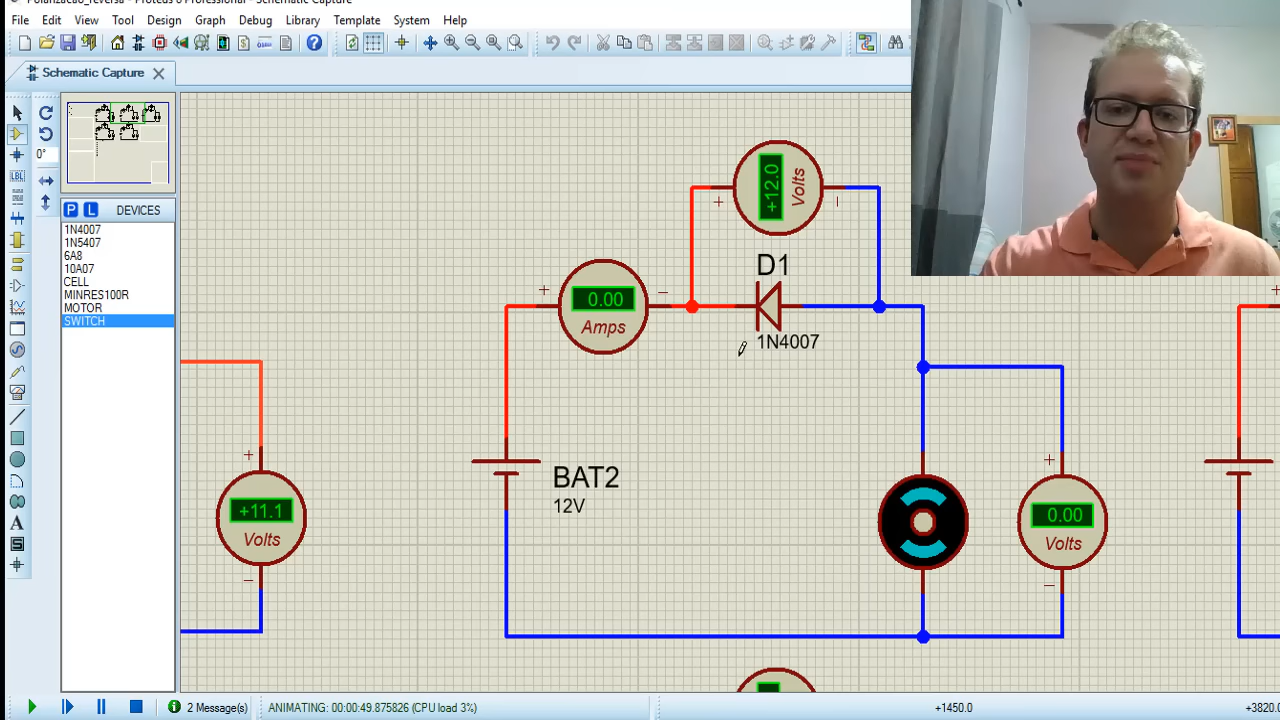 Polarizacao_reversa - Proteus 8 Professional - Schematic Capture
File Edit View Tool Design Graph Debug Library Template System Help
Schematic Capture
0°
LBL
P L DEVICES
1N4007
1N5407
6A8
10A07
CELL
MINRES100R
MOTOR
SWITCH
A
S
+12.0
Volts
+ −
D1
1N4007
+ −
0.00
Amps
BAT2
12V
+
+11.1
Volts
−
+
0.00
Volts
−
+
2 Message(s)
ANIMATING: 00:00:49.875826 (CPU load 3%)
+1450.0
+3820.0